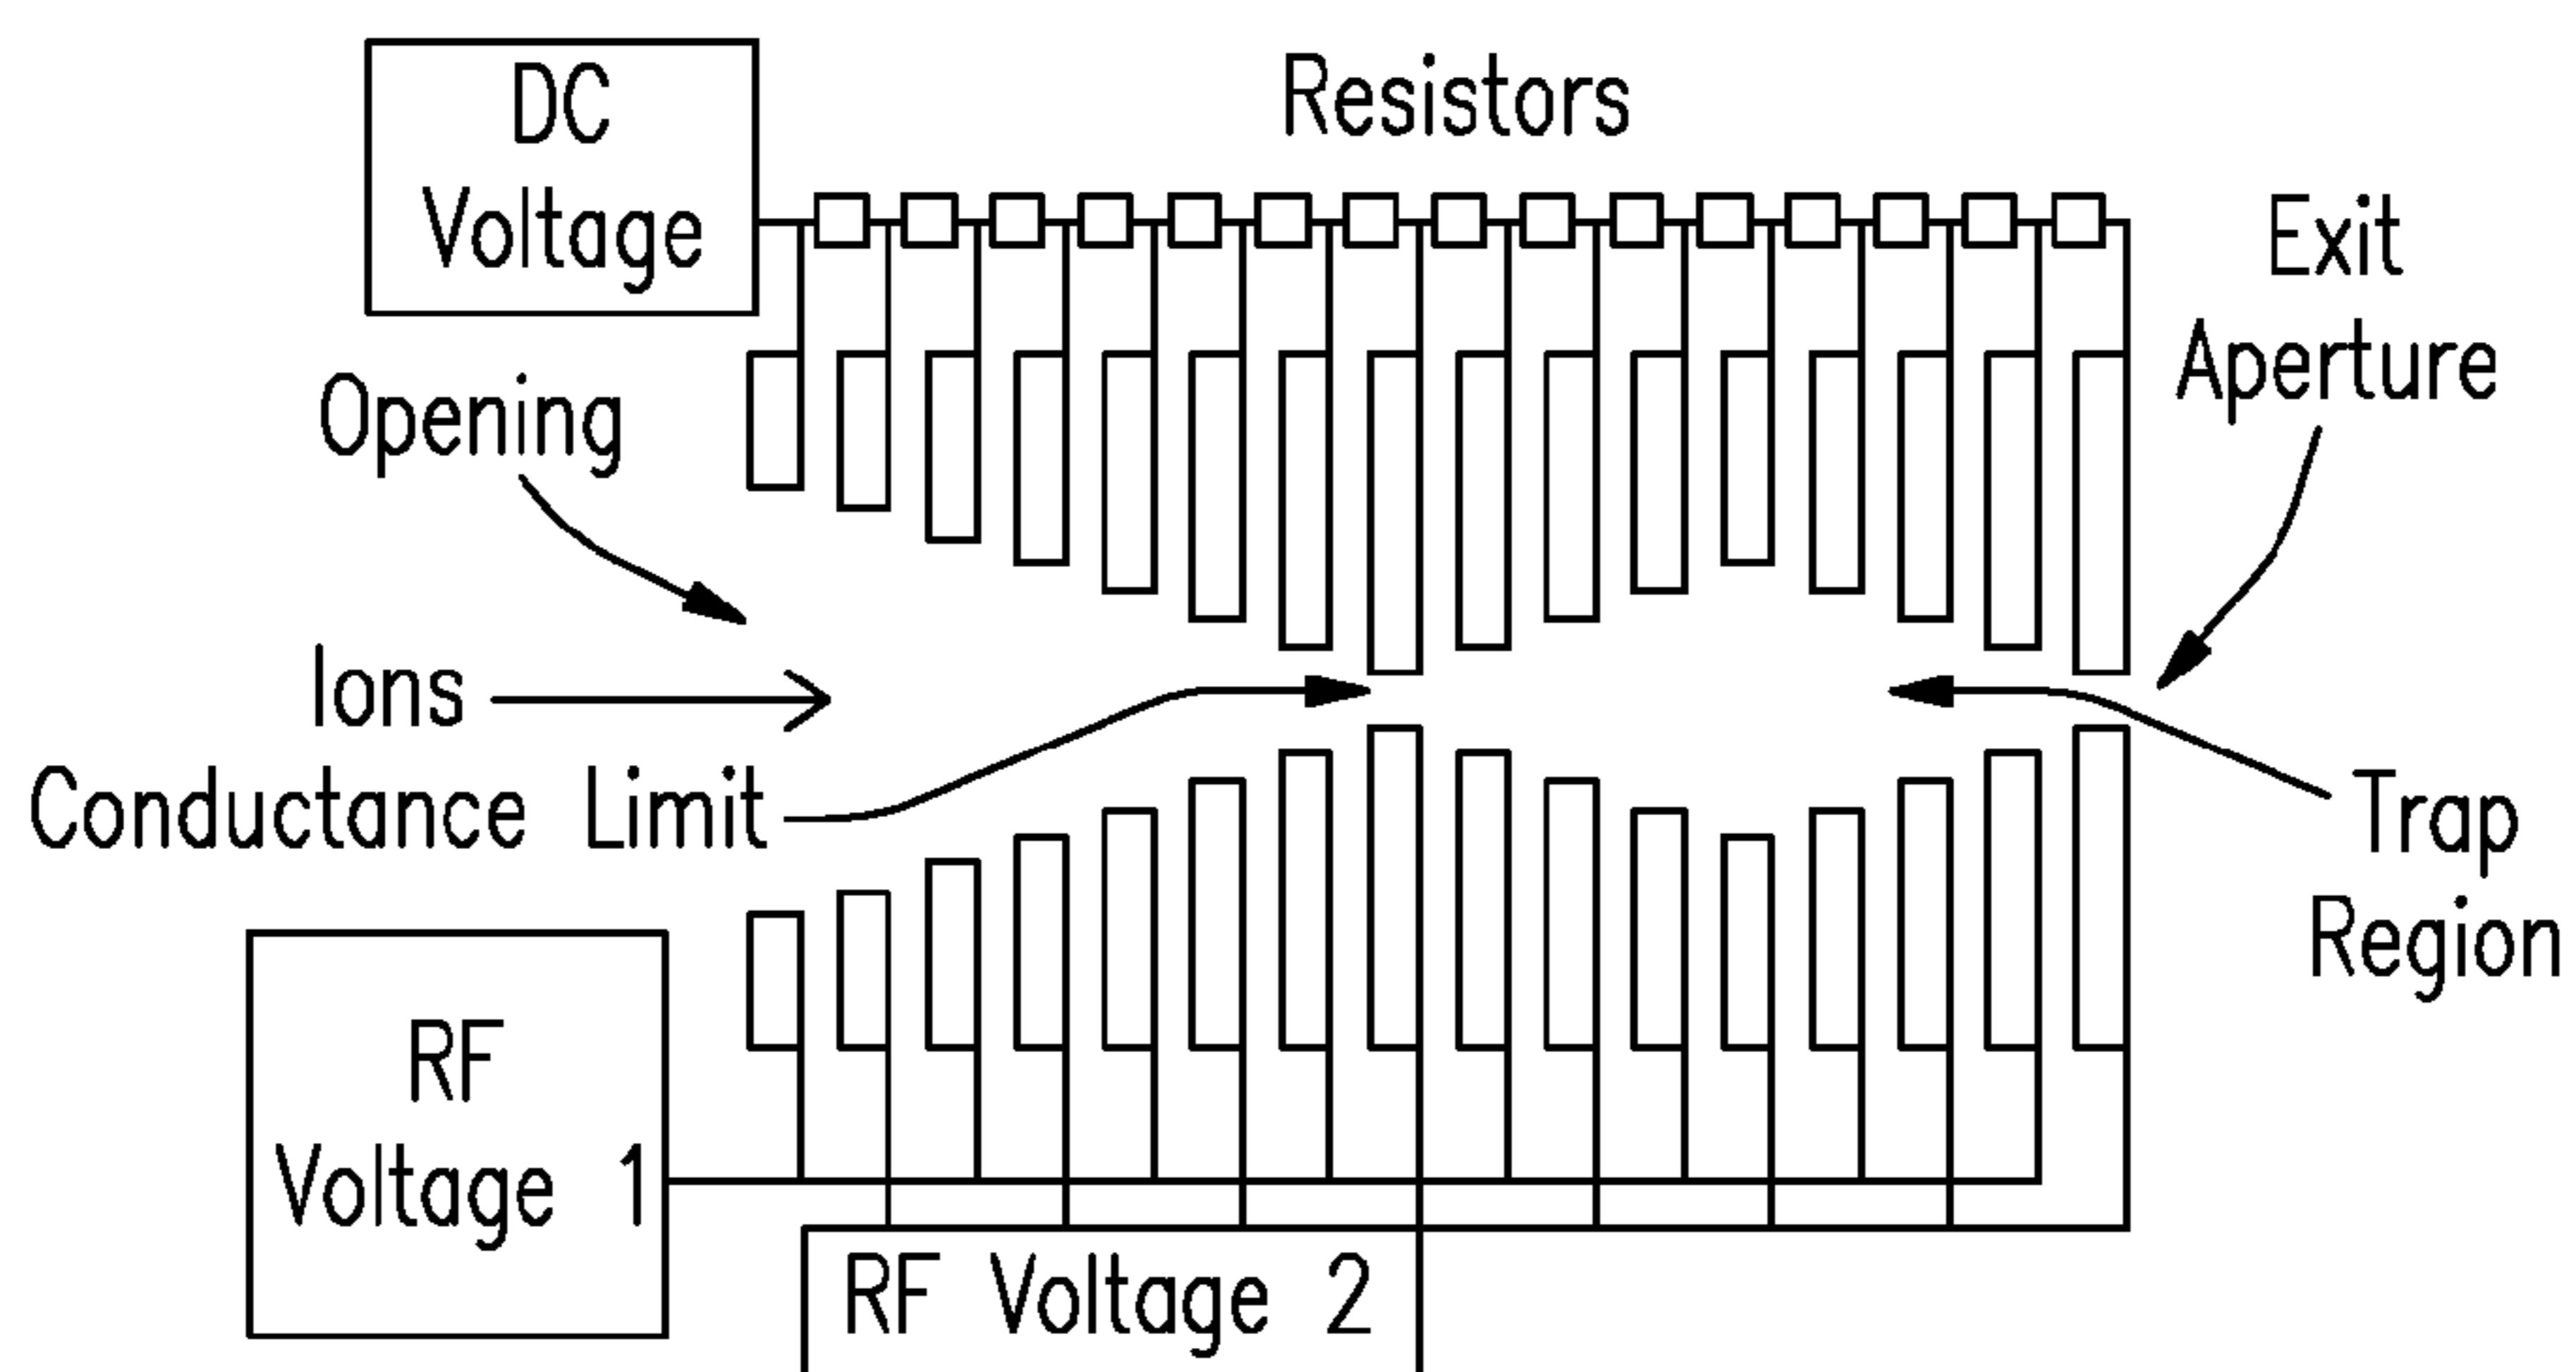 DC
Voltage
Resistors
Exit
Aperture
Opening
Ions
Conductance Limit
Trap
Region
RF
Voltage 1
RF Voltage 2